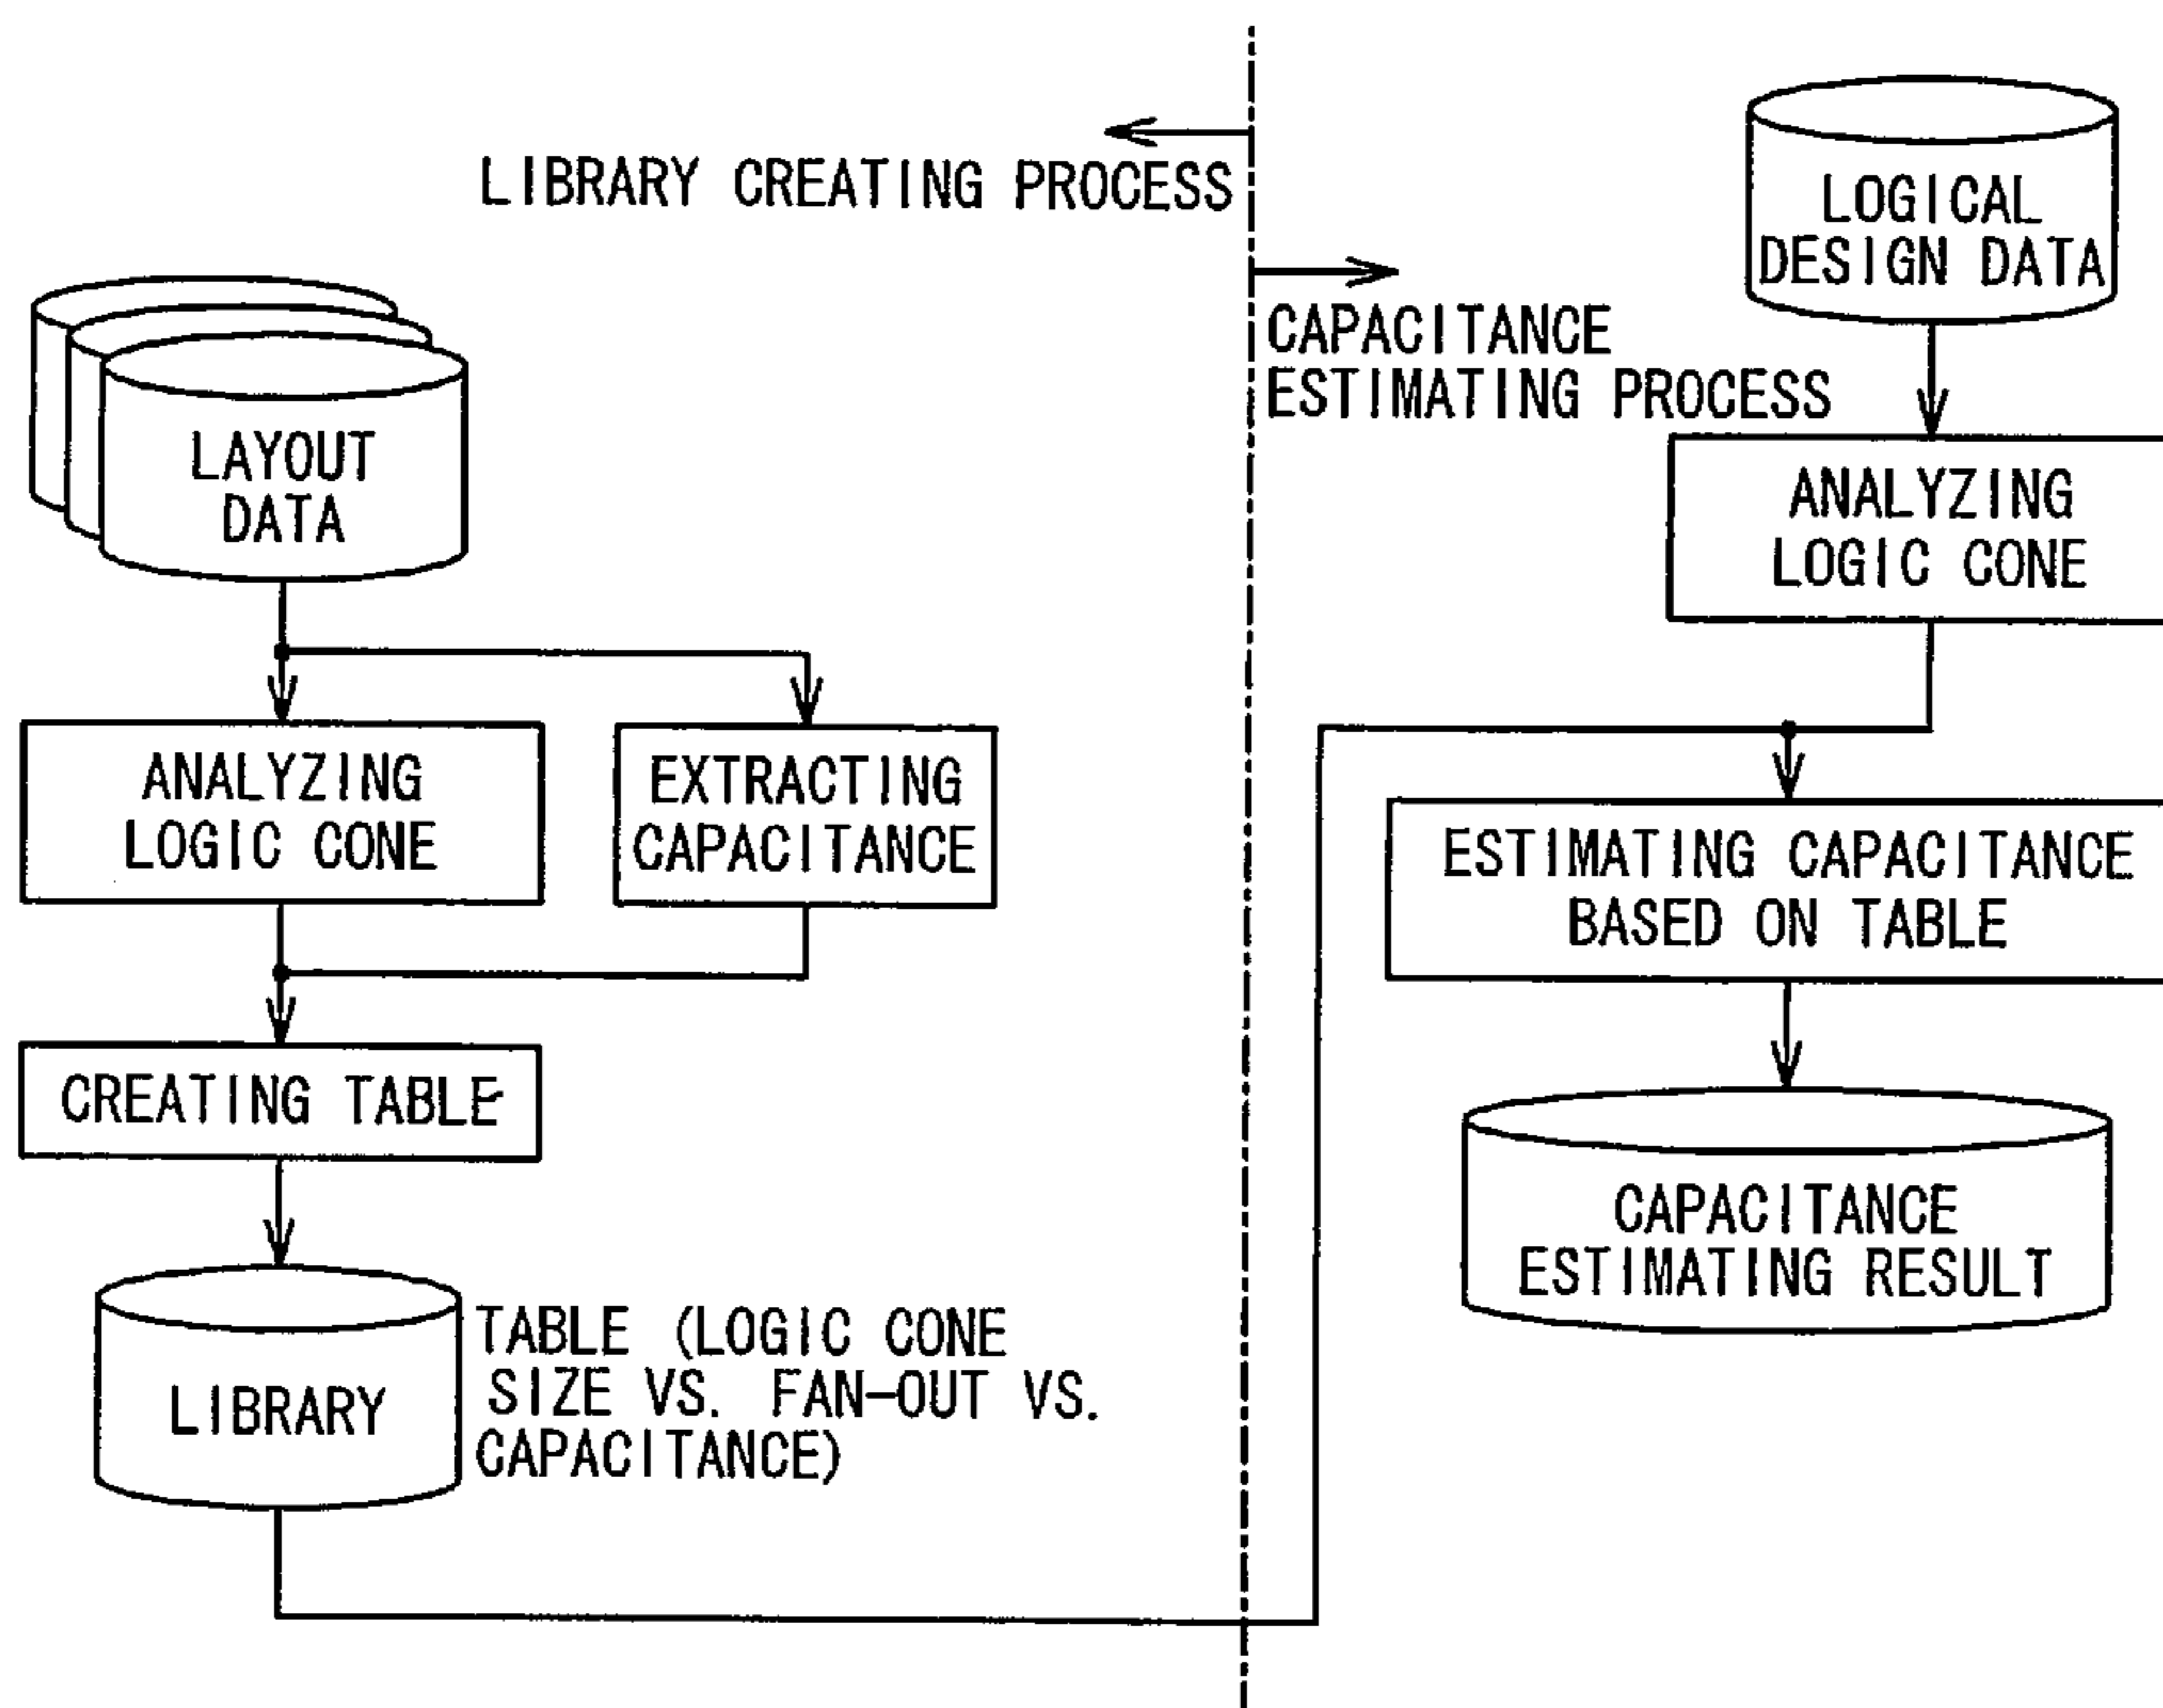 LIBRARY CREATING PROCESS
CAPACITANCE
ESTIMATING PROCESS
LAYOUT
DATA
ANALYZING
LOGIC CONE
EXTRACTING
CAPACITANCE
CREATING TABLE
LIBRARY
TABLE (LOGIC CONE
SIZE VS. FAN-OUT VS.
CAPACITANCE)
LOGICAL
DESIGN DATA
ANALYZING
LOGIC CONE
ESTIMATING CAPACITANCE
BASED ON TABLE
CAPACITANCE
ESTIMATING RESULT